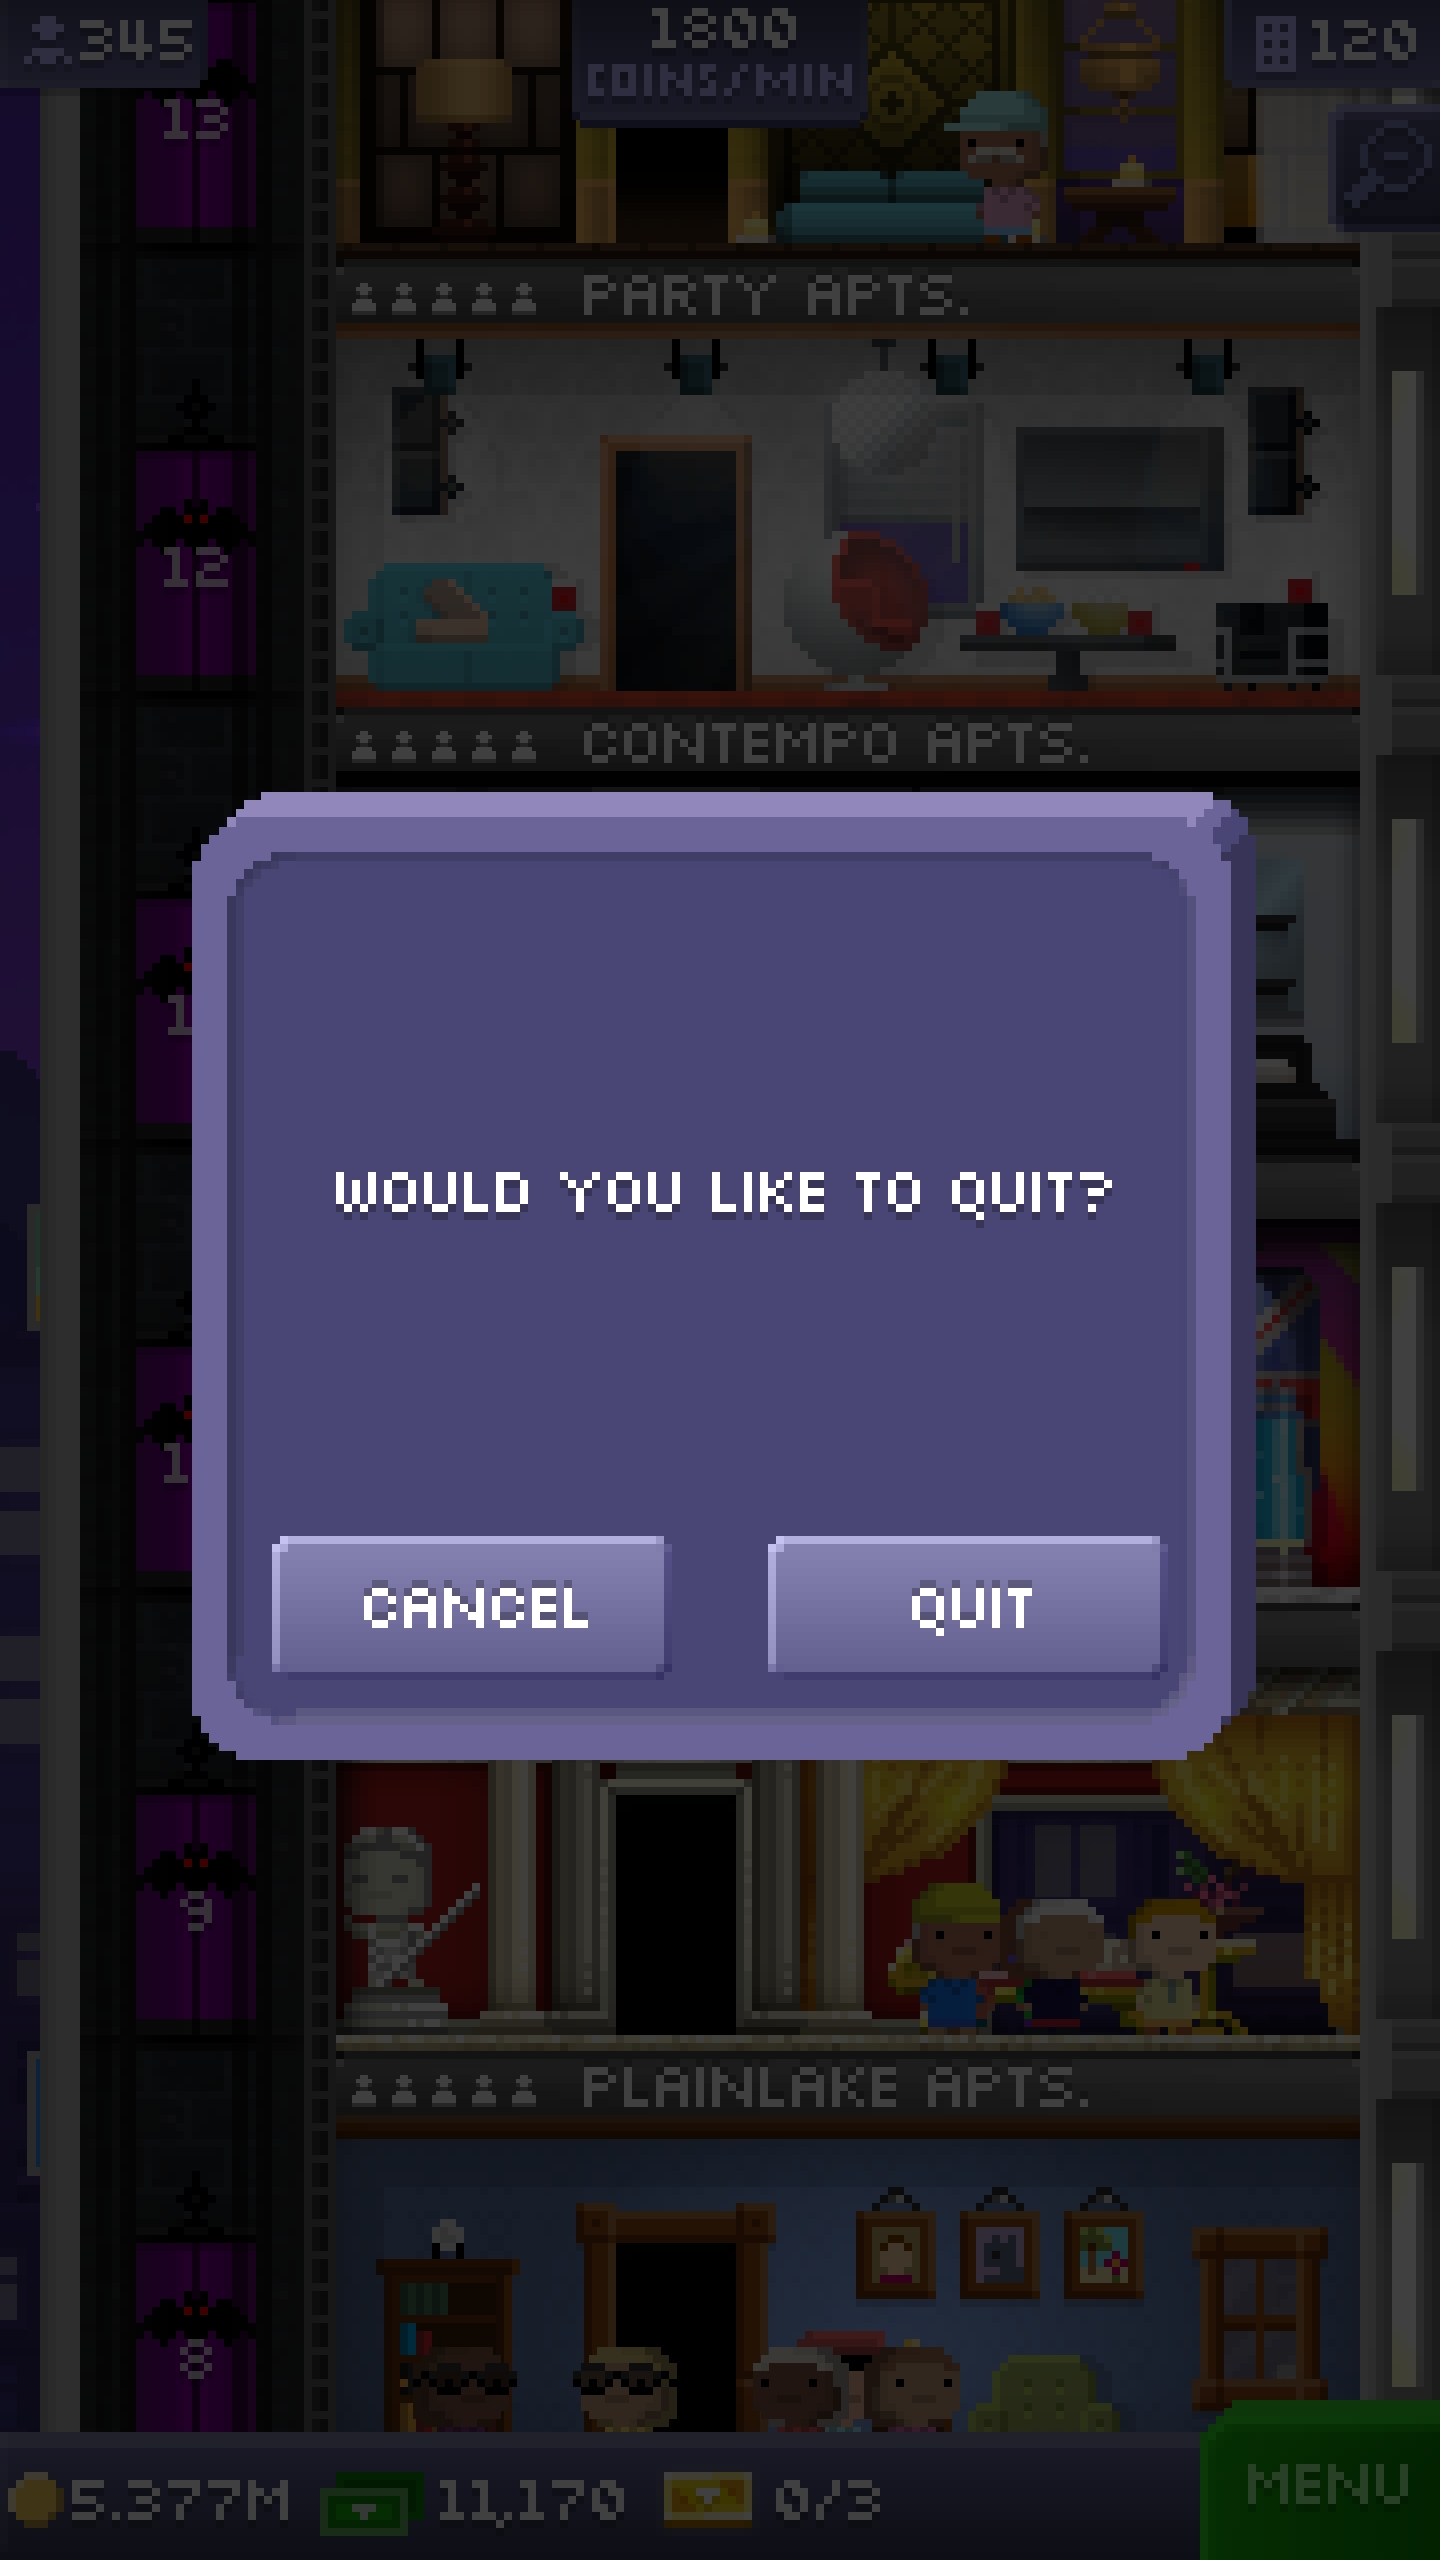 345
1800
COINS/MIN
120
13
PARTY APTS.
12
CONTEMPO APTS.
WOULD YOU LIKE TO QUIT?
CANCEL
QUIT
9
PLAINLAKE APTS.
8
5.377M
11,170
0/3
MENU